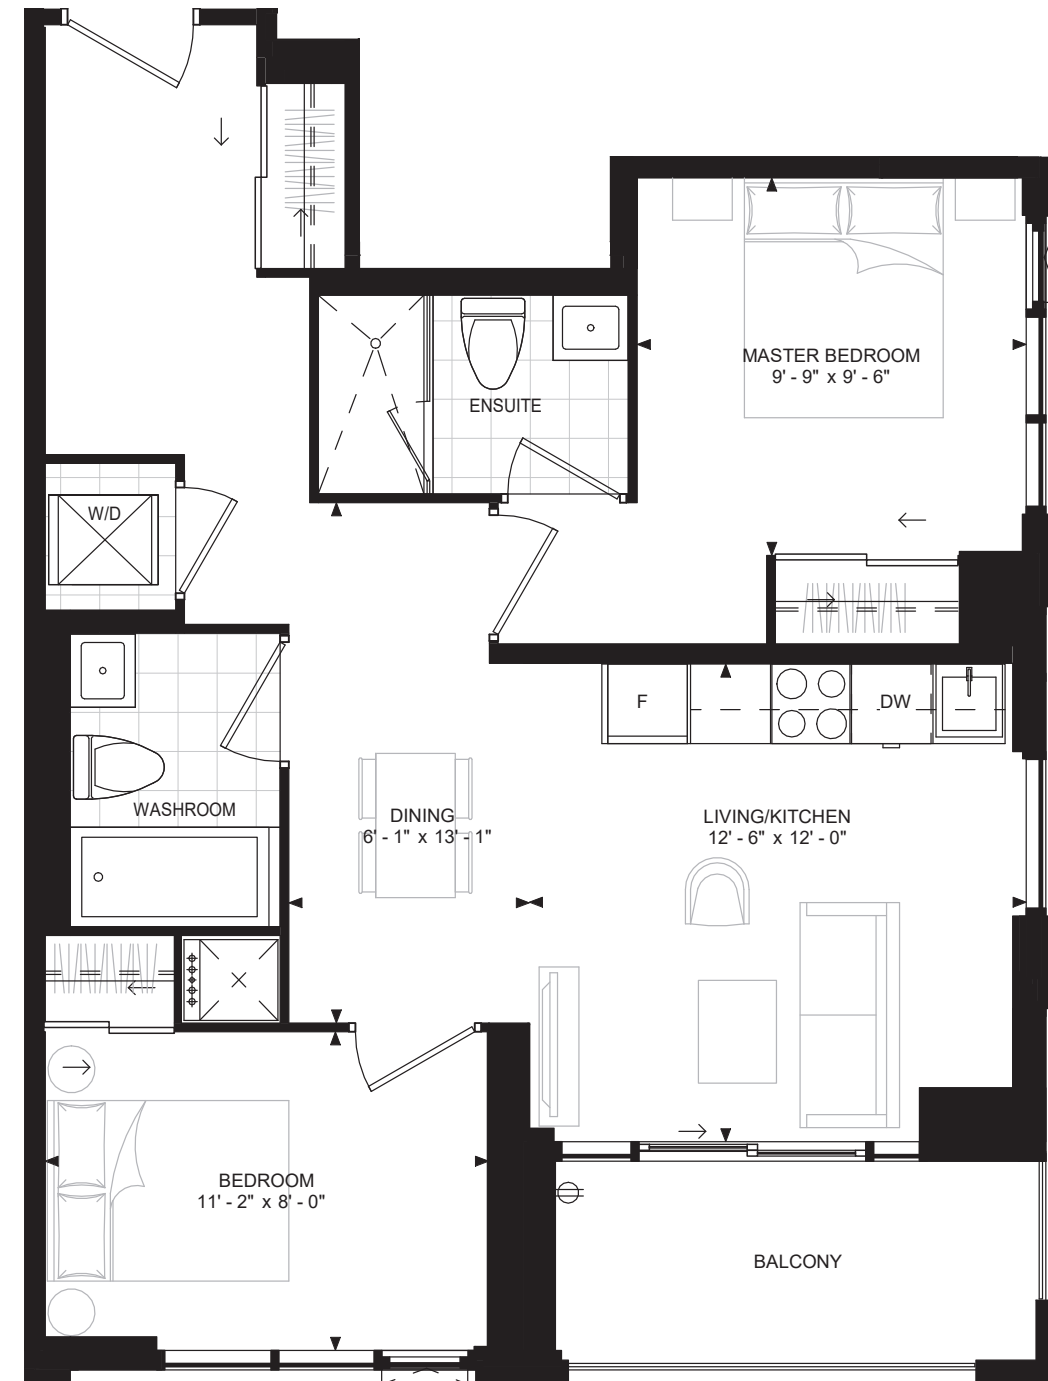 MASTER BEDROOM
9' - 9" x 9' - 6"
ENSUITE
W/D
F
DW
WASHROOM
DINING
6' - 1" x 13' - 1"
LIVING/KITCHEN
12' - 6" x 12' - 0"
BEDROOM
11' - 2" x 8' - 0"
BALCONY